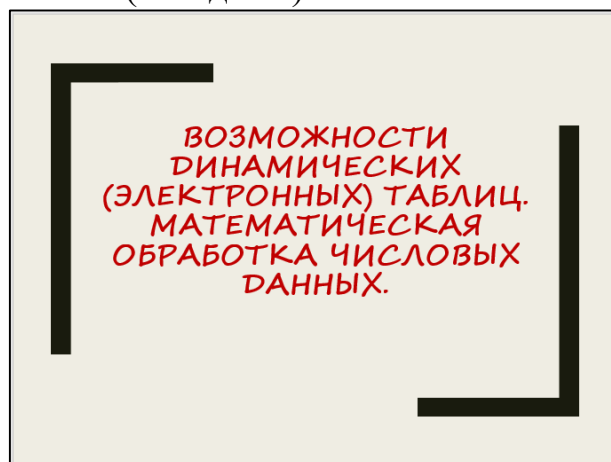 ВОЗМОЖНОСТИ
ДИНАМИЧЕСКИХ
(ЭЛЕКТРОННЫХ) ТАБЛИЦ.
МАТЕМАТИЧЕСКАЯ
ОБРАБОТКА ЧИСЛОВЫХ
ДАННЫХ.